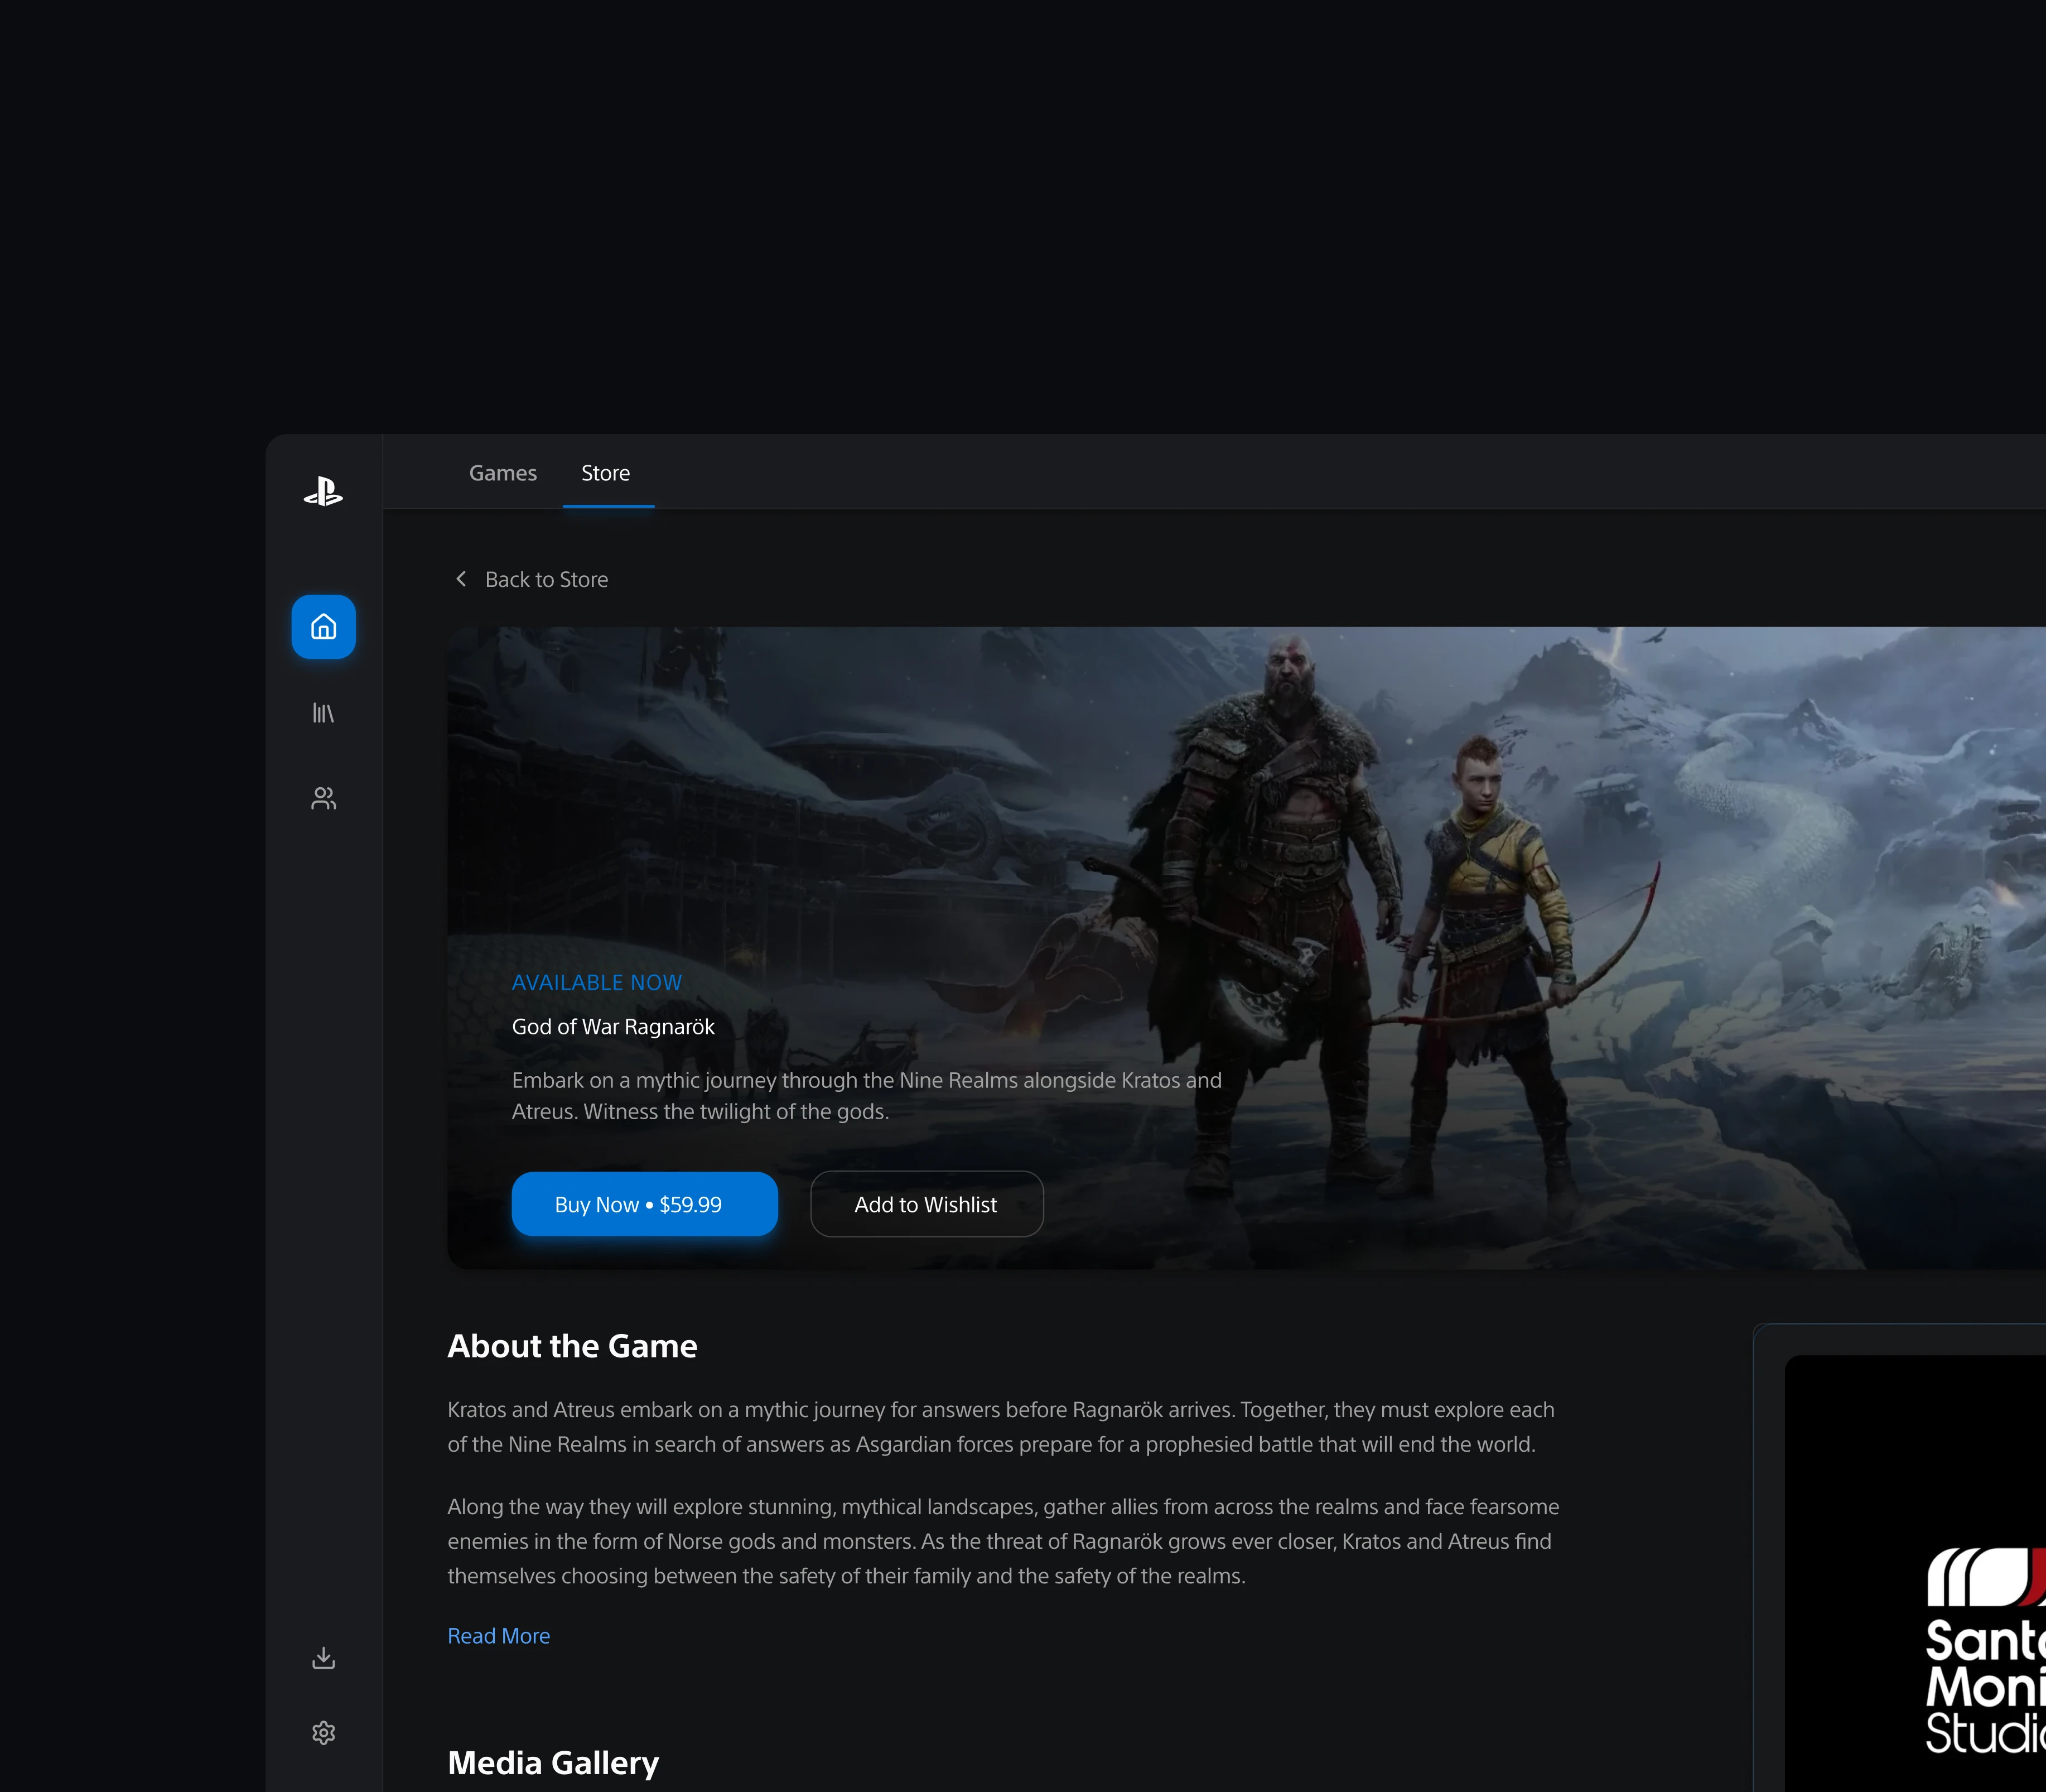 Games
Store
Back to Store
AVAILABLE NOW
God of War Ragnarök
Embark on a mythic journey through the Nine Realms alongside Kratos and
Atreus. Witness the twilight of the gods.
Buy Now • $59.99
Add to Wishlist
About the Game
Kratos and Atreus embark on a mythic journey for answers before Ragnarök arrives. Together, they must explore each
of the Nine Realms in search of answers as Asgardian forces prepare for a prophesied battle that will end the world.
Along the way they will explore stunning, mythical landscapes, gather allies from across the realms and face fearsome
enemies in the form of Norse gods and monsters. As the threat of Ragnarök grows ever closer, Kratos and Atreus find
themselves choosing between the safety of their family and the safety of the realms.
Read More
Media Gallery